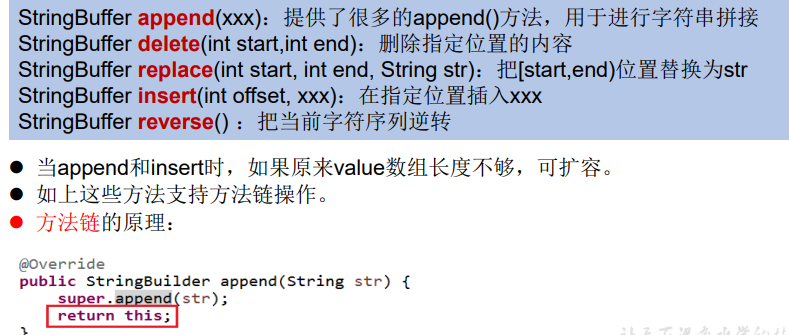 StringBuffer append(xxx)：提供了很多的append()方法，用于进行字符串拼接
StringBuffer delete(int start,int end)：删除指定位置的内容
StringBuffer replace(int start, int end, String str)：把[start,end)位置替换为str
StringBuffer insert(int offset, xxx)：在指定位置插入xxx
StringBuffer reverse() ：把当前字符序列逆转
● 当append和insert时，如果原来value数组长度不够，可扩容。
● 如上这些方法支持方法链操作。
● 方法链的原理：
@Override
public StringBuilder append(String str) {
    super.append(str);
    return this;
}